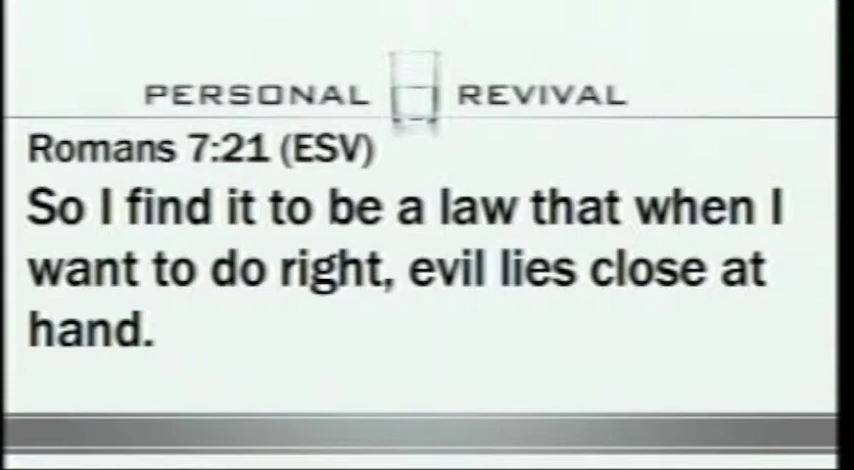 PERSONAL REVIVAL
Romans 7:21 (ESV)
So I find it to be a law that when I
want to do right, evil lies close at
hand.